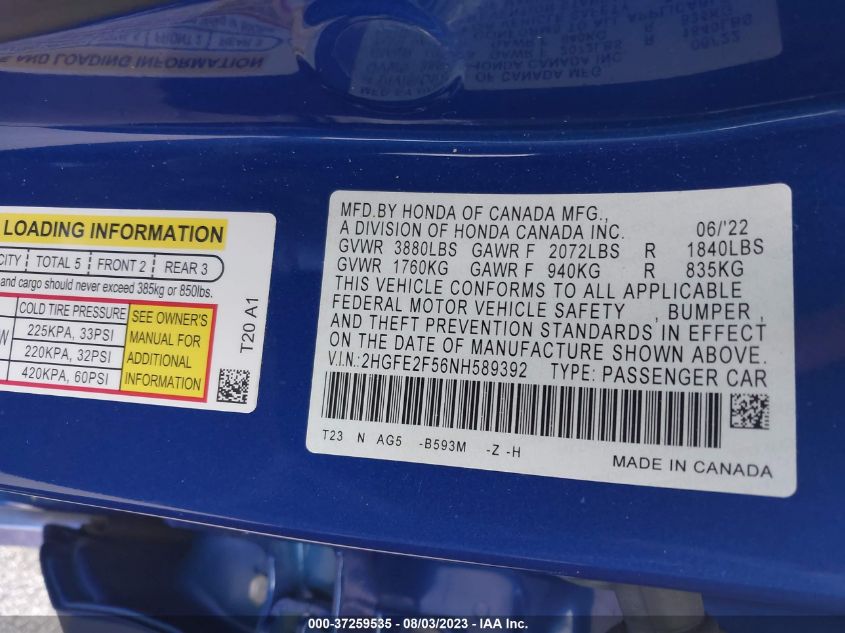 LOADING INFORMATION
CITY TOTAL 5 FRONT 2 REAR 3
and cargo should never exceed 385kg or 850lbs.
COLD TIRE PRESSURE
225KPA, 33PSI
220KPA, 32PSI
420KPA, 60PSI
SEE OWNER'S
MANUAL FOR
ADDITIONAL
INFORMATION
T20 A1
MFD.BY HONDA OF CANADA MFG.,
A DIVISION OF HONDA CANADA INC. 06/'22
GVWR 3880LBS GAWR F 2072LBS R 1840LBS
GVWR 1760KG GAWR F 940KG R 835KG
THIS VEHICLE CONFORMS TO ALL APPLICABLE
FEDERAL MOTOR VEHICLE SAFETY , BUMPER ,
AND THEFT PREVENTION STANDARDS IN EFFECT
ON THE DATE OF MANUFACTURE SHOWN ABOVE.
V.I.N.:2HGFE2F56NH589392 TYPE: PASSENGER CAR
T23 N AG5 -B593M -Z -H
MADE IN CANADA
000-37259535 - 08/03/2023 - IAA Inc.